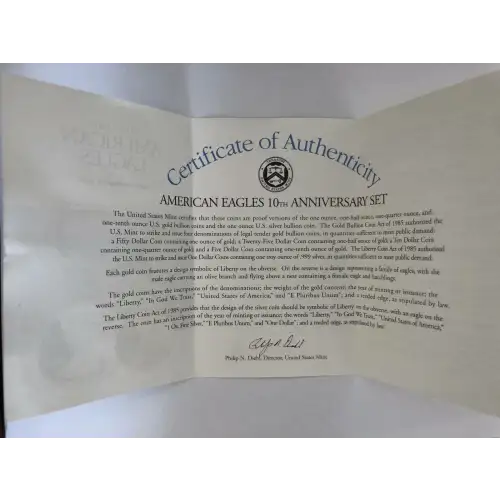 Certificate of Authenticity
AMERICAN EAGLES 10TH ANNIVERSARY SET
The United States Mint certifies that these coins are proof versions of the one ounce, one-half ounce, one-quarter ounce, and
one-tenth ounce U.S. gold bullion coins and the one ounce U.S. silver bullion coin. The Gold Bullion Coin Act of 1985 authorized the
U.S. Mint to strike and issue four denominations of legal tender gold bullion coins, in quantities sufficient to meet public demand:
a Fifty Dollar Coin containing one ounce of gold; a Twenty-Five Dollar Coin containing one-half ounce of gold; a Ten Dollar Coin
containing one-quarter ounce of gold and a Five Dollar Coin containing one-tenth ounce of gold. The Liberty Coin Act of 1985 authorized
the U.S. Mint to strike and issue One Dollar Coins containing one troy ounce of .999 silver, in quantities sufficient to meet public demand.
Each gold coin features a design symbolic of Liberty on the obverse. On the reverse is a design representing a family of eagles, with the
male eagle carrying an olive branch and flying above a nest containing a female eagle and hatchlings.
The gold coins have the inscriptions of the denominations; the weight of the gold content; the year of minting or issuance; the
words "Liberty," "In God We Trust," "United States of America," and "E Pluribus Unum;" and a reeded edge, as stipulated by law.
The Liberty Coin Act of 1985 provides that the design of the silver coin should be symbolic of Liberty on the obverse, with an eagle on the
reverse. The coin has an inscription of the year of minting or issuance; the words "Liberty," "In God We Trust," "United States of America,"
"1 Oz. Fine Silver," "E Pluribus Unum," and "One Dollar"; and a reeded edge, as stipulated by law.
Philip N. Diehl, Director, United States Mint